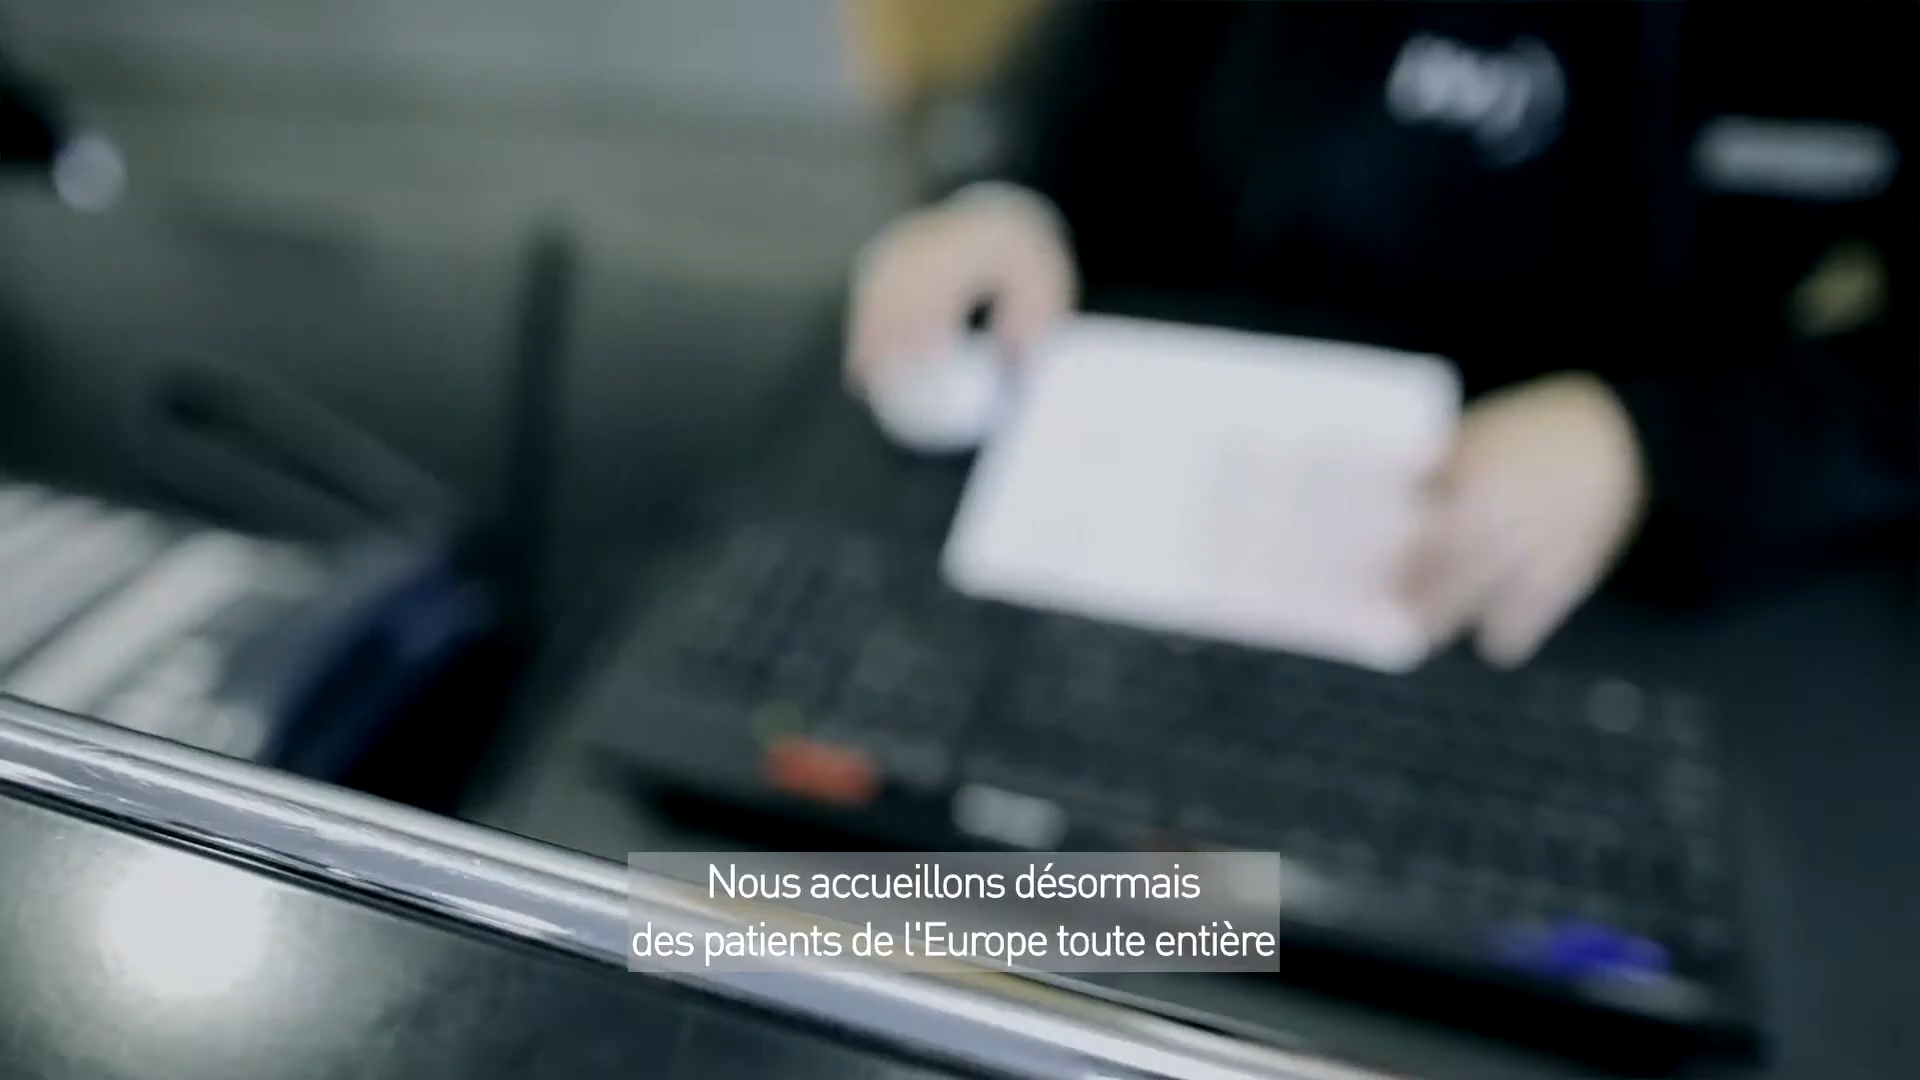 Nous accueillons désormais
des patients de l'Europe toute entière